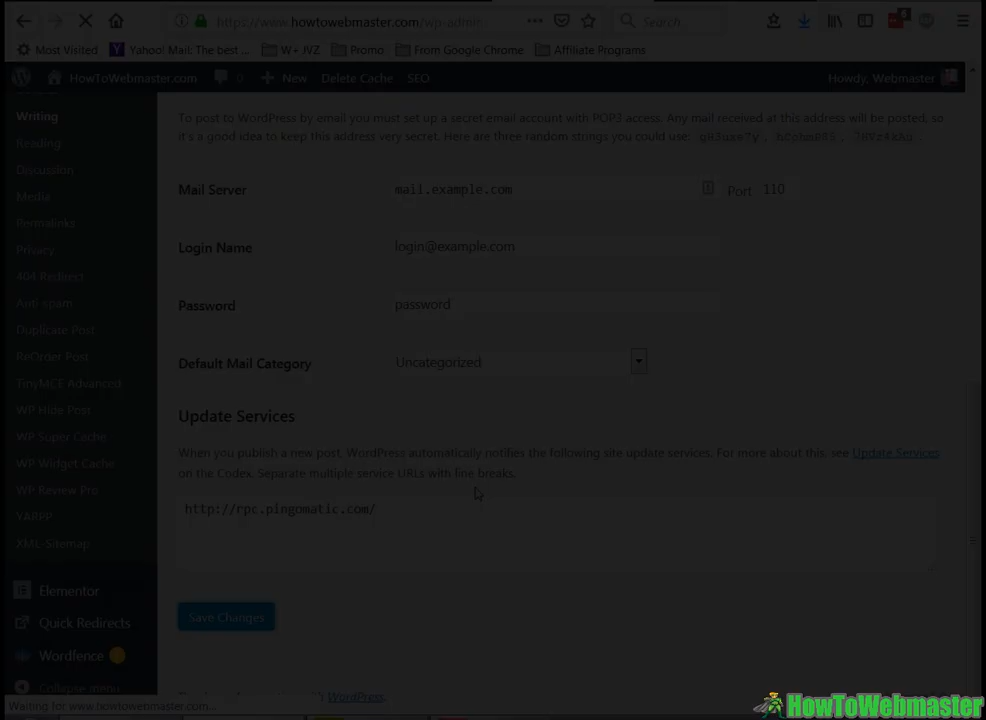 https://www.howtowebmaster.com/wp-admin
Search
6
Most Visited
Yahoo! Mail: The best ...
W+JVZ
Promo
From Google Chrome
Affiliate Programs
HowToWebmaster.com
0
New
Delete Cache
SEO
Howdy, Webmaster
Writing
Reading
Discussion
Media
Permalinks
Privacy
404 Redirect
Anti-spam
Duplicate Post
ReOrder Post
TinyMCE Advanced
WP Hide Post
WP Super Cache
WP Widget Cache
WP Review Pro
YARPP
XML-Sitemap
Elementor
Quick Redirects
Wordfence
Collapse menu
To post to WordPress by email you must set up a secret email account with POP3 access. Any mail received at this address will be posted, so
it's a good idea to keep this address very secret. Here are three random strings you could use:
Mail Server
mail.example.com
Port 110
Login Name
login@example.com
Password
password
Default Mail Category
Uncategorized
Update Services
When you publish a new post, WordPress automatically notifies the following site update services. For more about this, see Update Services
on the Codex. Separate multiple service URLs with line breaks.
http://rpc.pingomatic.com/
Save Changes
WordPress.
Waiting for www.howtowebmaster.com...
HowToWebmaster